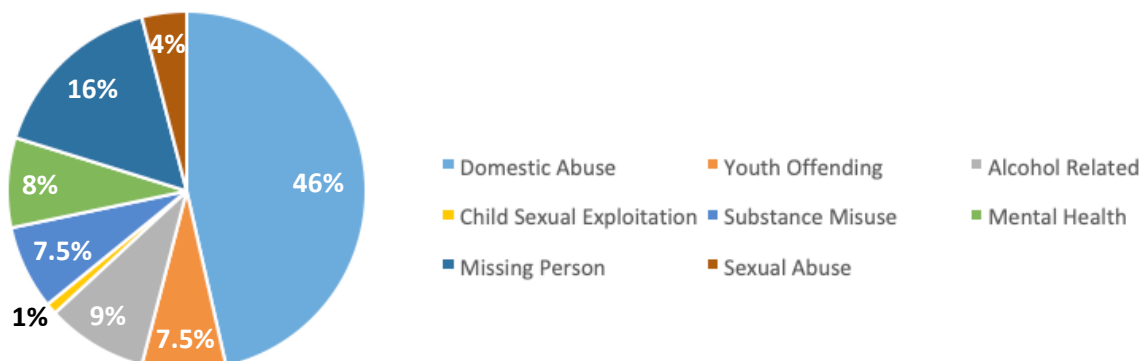 4%
16%
46%
8%
7.5%
1%
9%
7.5%
Domestic Abuse
Youth Offending
Alcohol Related
Child Sexual Exploitation
Substance Misuse
Mental Health
Missing Person
Sexual Abuse